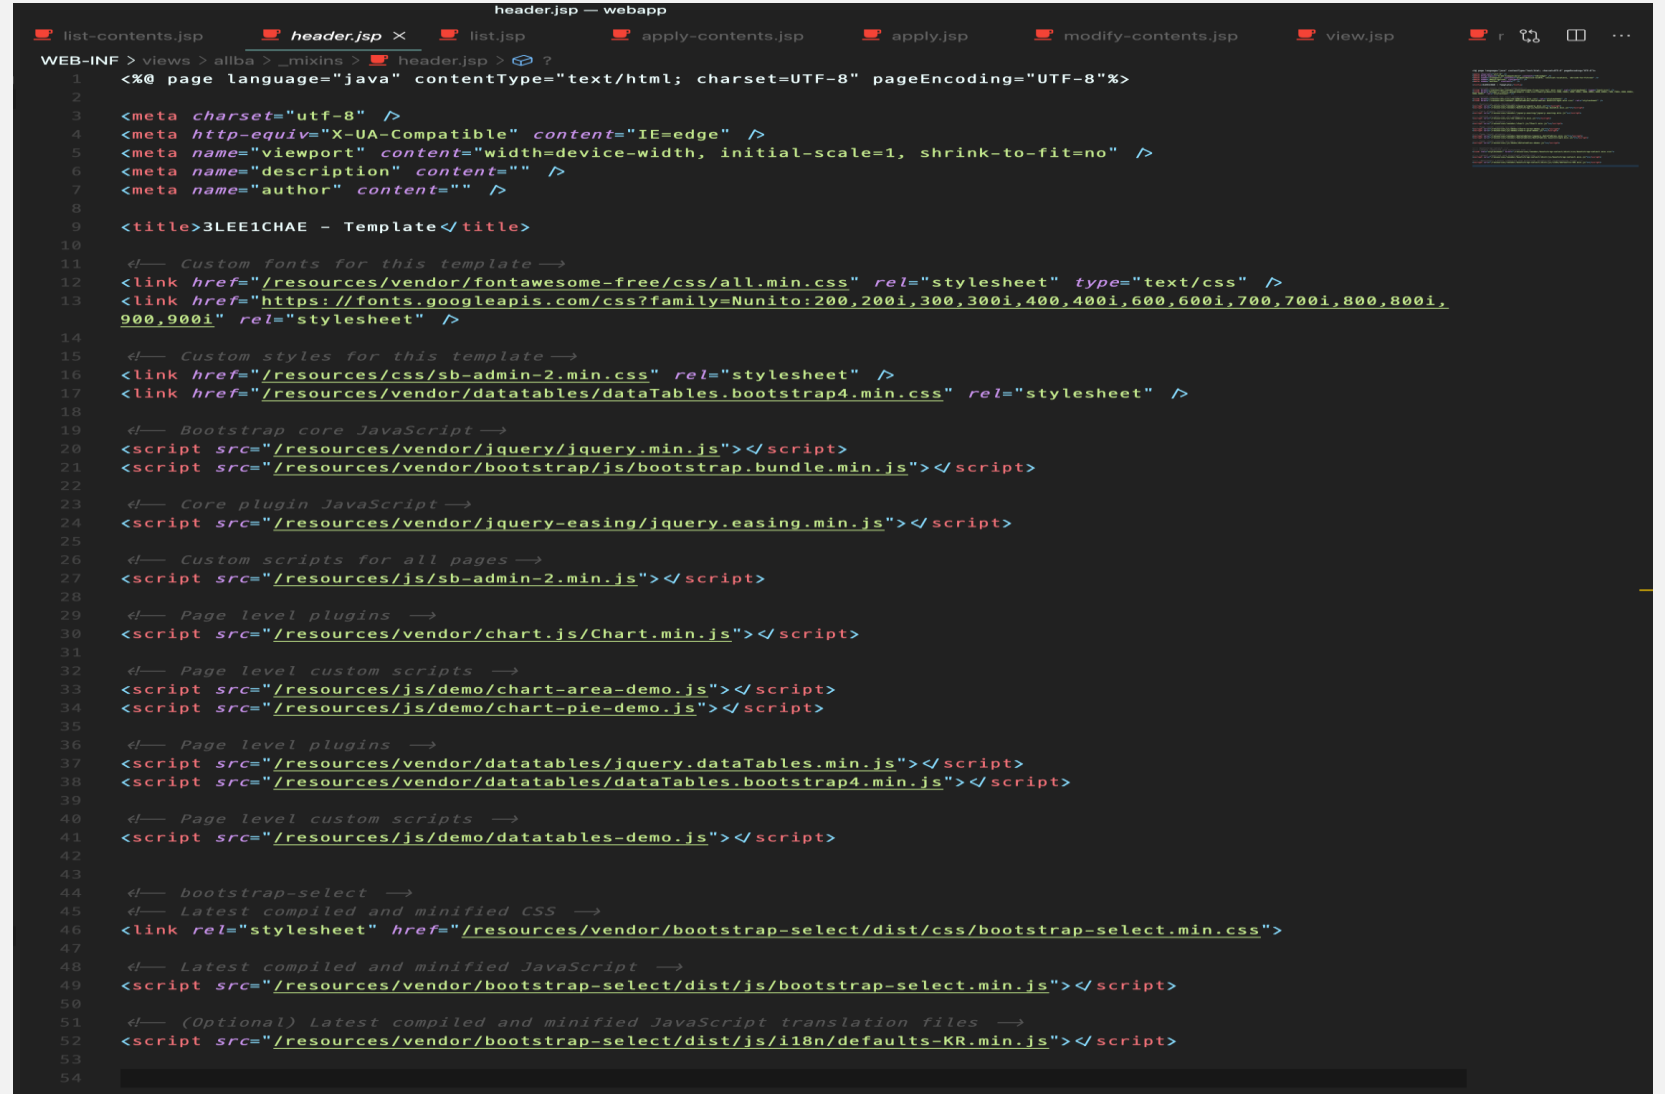 header.jsp — webapp
list-contents.jsp header.jsp × list.jsp apply-contents.jsp apply.jsp modify-contents.jsp view.jsp r ···
WEB-INF > views > allba > _mixins > header.jsp > ?
1 <%@ page language="java" contentType="text/html; charset=UTF-8" pageEncoding="UTF-8"%>
2
3 <meta charset="utf-8" />
4 <meta http-equiv="X-UA-Compatible" content="IE=edge" />
5 <meta name="viewport" content="width=device-width, initial-scale=1, shrink-to-fit=no" />
6 <meta name="description" content="" />
7 <meta name="author" content="" />
8
9 <title>3LEE1CHAE - Template</title>
10
11 <!-- Custom fonts for this template-->
12 <link href="/resources/vendor/fontawesome-free/css/all.min.css" rel="stylesheet" type="text/css" />
13 <link href="https://fonts.googleapis.com/css?family=Nunito:200,200i,300,300i,400,400i,600,600i,700,700i,800,800i,
900,900i" rel="stylesheet" />
14
15 <!-- Custom styles for this template-->
16 <link href="/resources/css/sb-admin-2.min.css" rel="stylesheet" />
17 <link href="/resources/vendor/datatables/dataTables.bootstrap4.min.css" rel="stylesheet" />
18
19 <!-- Bootstrap core JavaScript-->
20 <script src="/resources/vendor/jquery/jquery.min.js"></script>
21 <script src="/resources/vendor/bootstrap/js/bootstrap.bundle.min.js"></script>
22
23 <!-- Core plugin JavaScript-->
24 <script src="/resources/vendor/jquery-easing/jquery.easing.min.js"></script>
25
26 <!-- Custom scripts for all pages-->
27 <script src="/resources/js/sb-admin-2.min.js"></script>
28
29 <!-- Page level plugins -->
30 <script src="/resources/vendor/chart.js/Chart.min.js"></script>
31
32 <!-- Page level custom scripts -->
33 <script src="/resources/js/demo/chart-area-demo.js"></script>
34 <script src="/resources/js/demo/chart-pie-demo.js"></script>
35
36 <!-- Page level plugins -->
37 <script src="/resources/vendor/datatables/jquery.dataTables.min.js"></script>
38 <script src="/resources/vendor/datatables/dataTables.bootstrap4.min.js"></script>
39
40 <!-- Page level custom scripts -->
41 <script src="/resources/js/demo/datatables-demo.js"></script>
42
43
44 <!-- bootstrap-select -->
45 <!-- Latest compiled and minified CSS -->
46 <link rel="stylesheet" href="/resources/vendor/bootstrap-select/dist/css/bootstrap-select.min.css">
47
48 <!-- Latest compiled and minified JavaScript -->
49 <script src="/resources/vendor/bootstrap-select/dist/js/bootstrap-select.min.js"></script>
50
51 <!-- (Optional) Latest compiled and minified JavaScript translation files -->
52 <script src="/resources/vendor/bootstrap-select/dist/js/i18n/defaults-KR.min.js"></script>
53
54